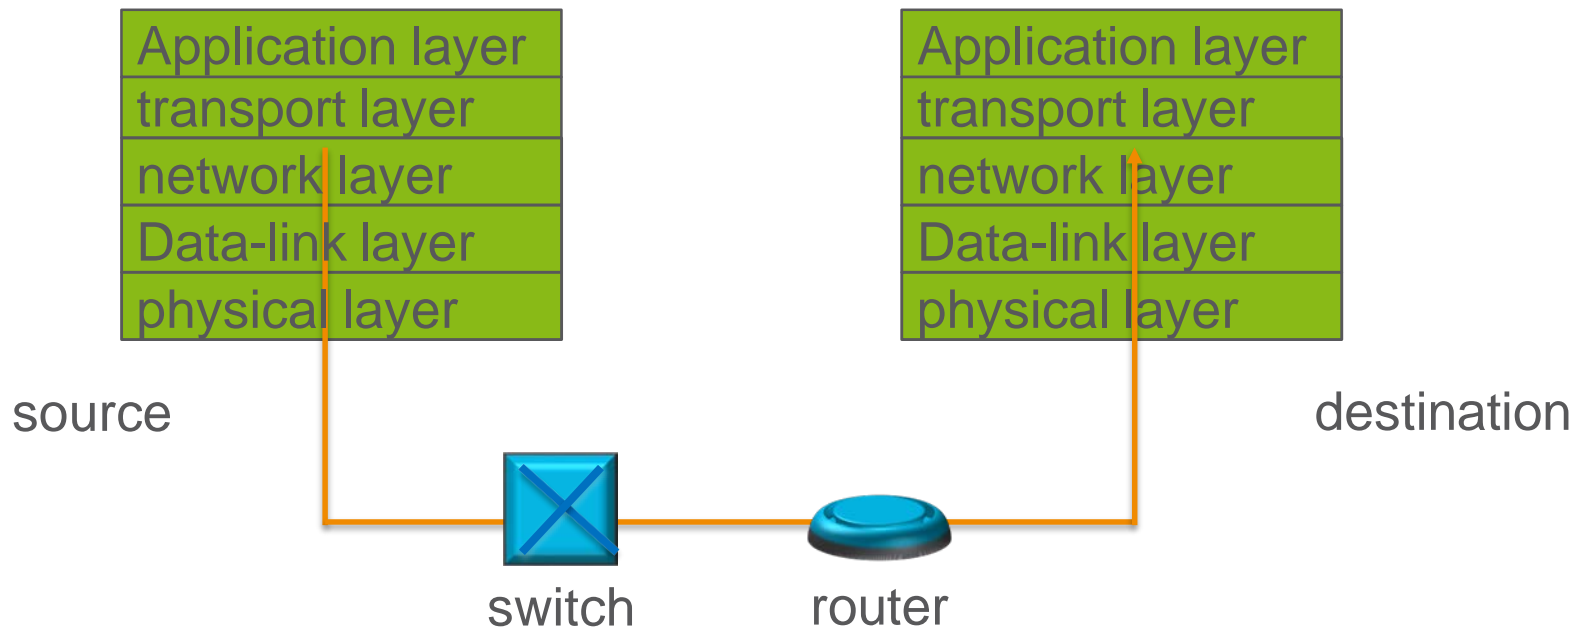 Application layer
transport layer
network layer
Data-link layer
physical layer
source
Application layer
transport layer
network layer
Data-link layer
physical layer
destination
switch
router